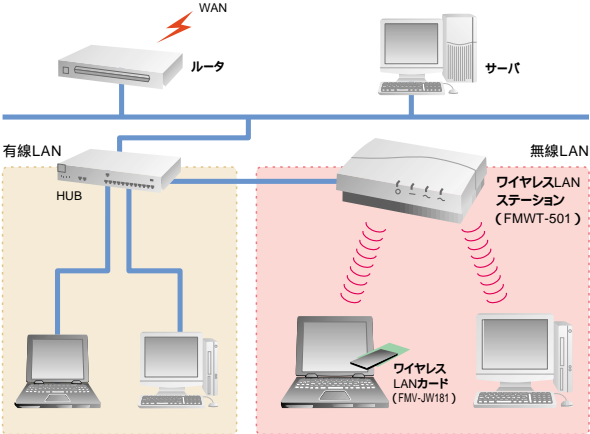 WAN
ルータ
サーバ
有線LAN
無線LAN
HUB
ワイヤレスLAN
ステーション
(FMWT-501)
ワイヤレス
LANカード
(FMV-JW181)